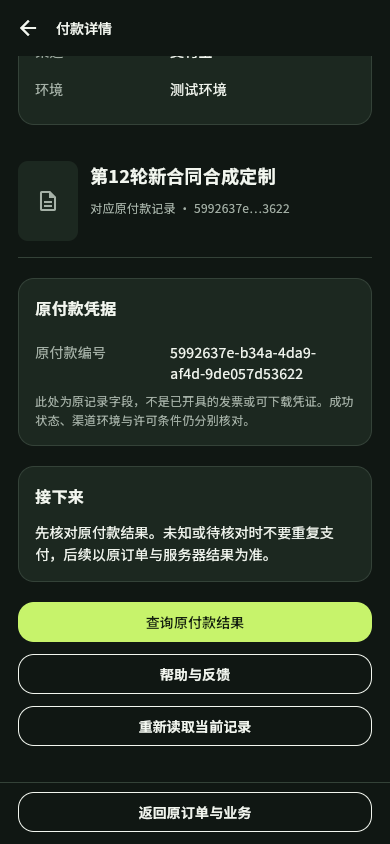 付款详情
环境
测试环境
第12轮新合同合成定制
对应原付款记录 • 5992637e…3622
原付款凭据
原付款编号
5992637e-b34a-4da9-
af4d-9de057d53622
此处为原记录字段，不是已开具的发票或可下载凭证。成功
状态、渠道环境与许可条件仍分别核对。
接下来
先核对原付款结果。未知或待核对时不要重复支
付，后续以原订单与服务器结果为准。
查询原付款结果
帮助与反馈
重新读取当前记录
返回原订单与业务